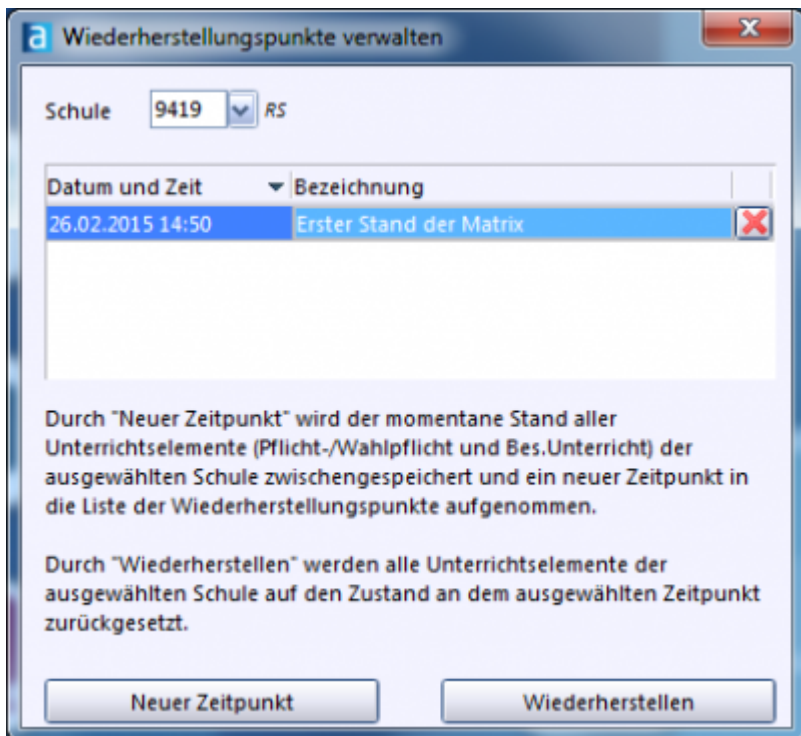 a Wiederherstellungspunkte verwalten
Schule 9419 RS
Datum und Zeit Bezeichnung
26.02.2015 14:50 Erster Stand der Matrix
Durch "Neuer Zeitpunkt" wird der momentane Stand aller
Unterrichtselemente (Pflicht-/Wahlpflicht und Bes.Unterricht) der
ausgewählten Schule zwischengespeichert und ein neuer Zeitpunkt in
die Liste der Wiederherstellungspunkte aufgenommen.
Durch "Wiederherstellen" werden alle Unterrichtselemente der
ausgewählten Schule auf den Zustand an dem ausgewählten Zeitpunkt
zurückgesetzt.
Neuer Zeitpunkt Wiederherstellen